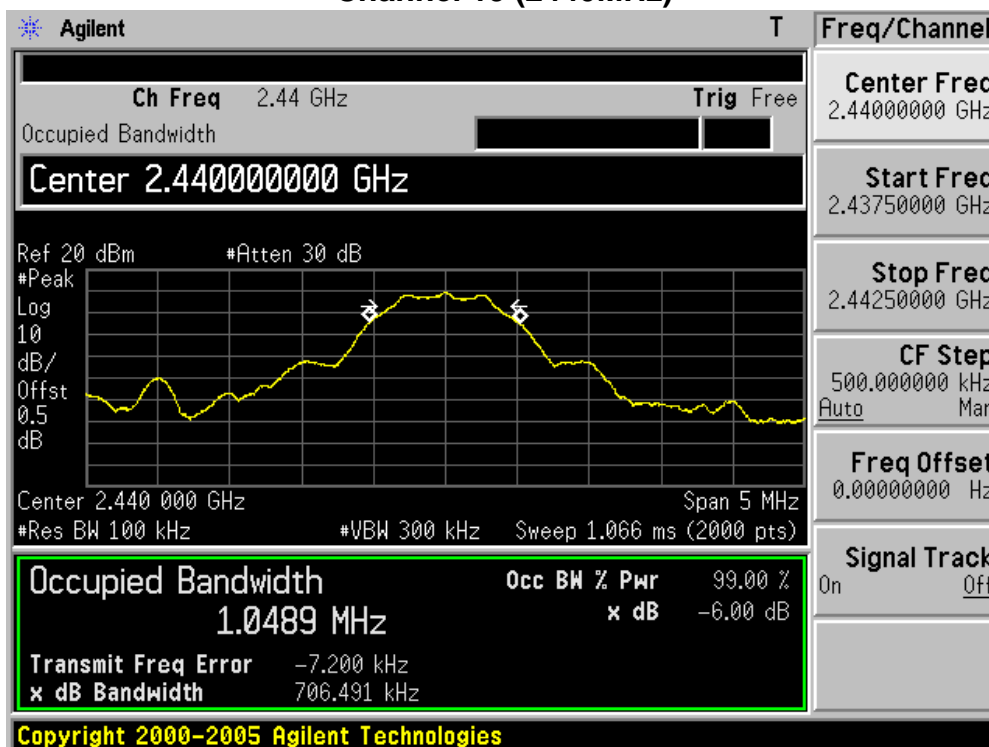 Agilent T
Ch Freq 2.44 GHz Trig Free
Occupied Bandwidth
Center 2.440000000 GHz
Ref 20 dBm #Atten 30 dB
#Peak
Log
10
dB/
Offst
0.5
dB
Center 2.440 000 GHz Span 5 MHz
#Res BW 100 kHz #VBW 300 kHz Sweep 1.066 ms (2000 pts)
Occupied Bandwidth Occ BW % Pwr 99.00 %
1.0489 MHz x dB -6.00 dB
Transmit Freq Error -7.200 kHz
x dB Bandwidth 706.491 kHz
Copyright 2000-2005 Agilent Technologies
Freq/Channel
Center Freq
2.44000000 GHz
Start Freq
2.43750000 GHz
Stop Freq
2.44250000 GHz
CF Step
500.000000 kHz
Auto Man
Freq Offset
0.00000000 Hz
Signal Track
On Off